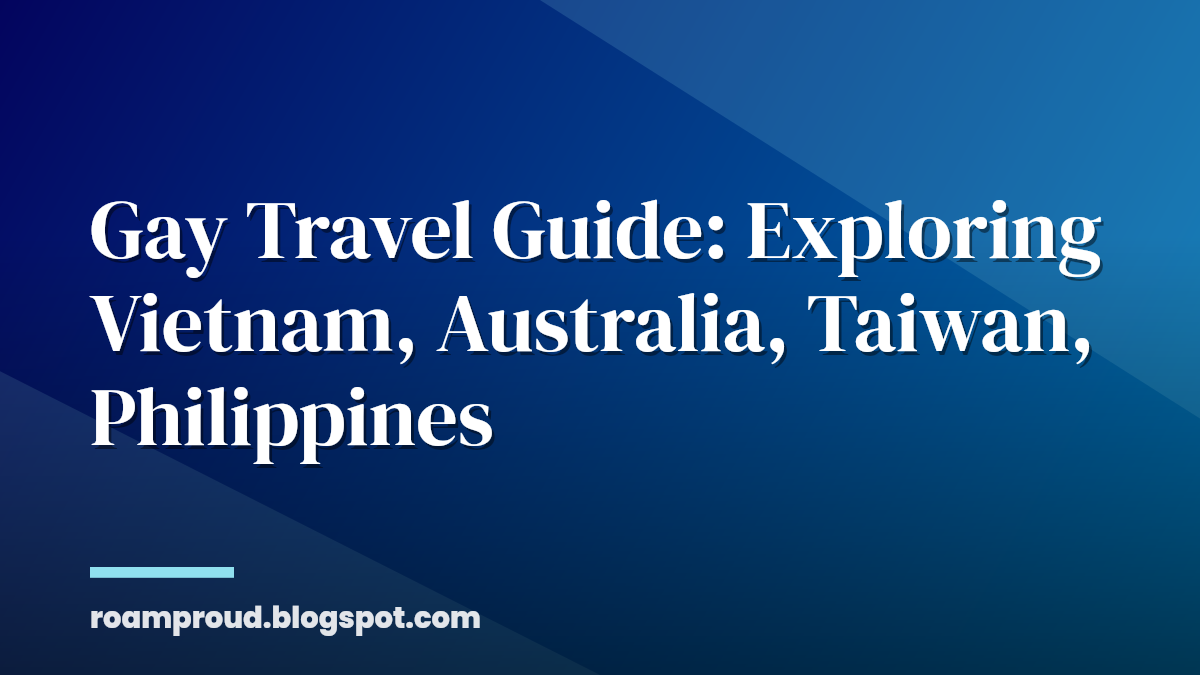 Gay Travel Guide: Exploring
Vietnam, Australia, Taiwan,
Philippines
roamproud.blogspot.com